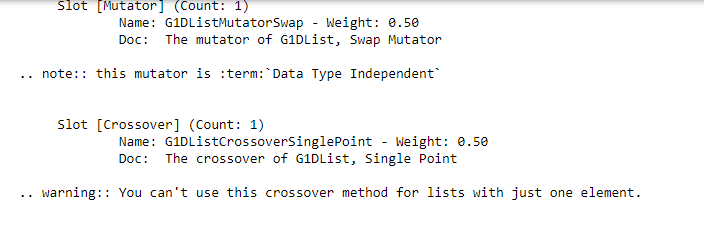 Slot [Mutator] (Count: 1)
Name: G1DListMutatorSwap - Weight: 0.50
Doc: The mutator of G1DList, Swap Mutator
.. note:: this mutator is :term:`Data Type Independent`
Slot [Crossover] (Count: 1)
Name: G1DListCrossoverSinglePoint - Weight: 0.50
Doc: The crossover of G1DList, Single Point
.. warning:: You can't use this crossover method for lists with just one element.